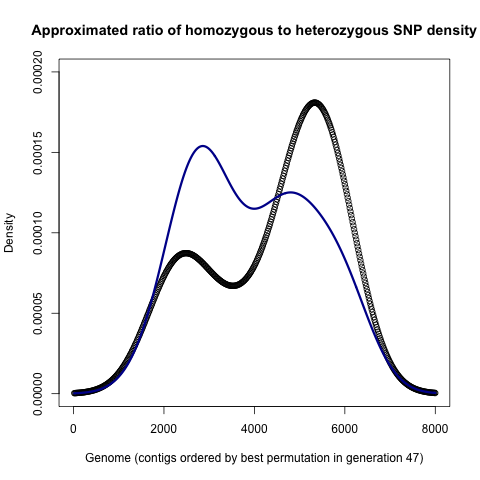 Approximated ratio of homozygous to heterozygous SNP density
0.00020
0.00015
0.00010
0.00005
0.00000
Density
0 2000 4000 6000 8000
Genome (contigs ordered by best permutation in generation 47)